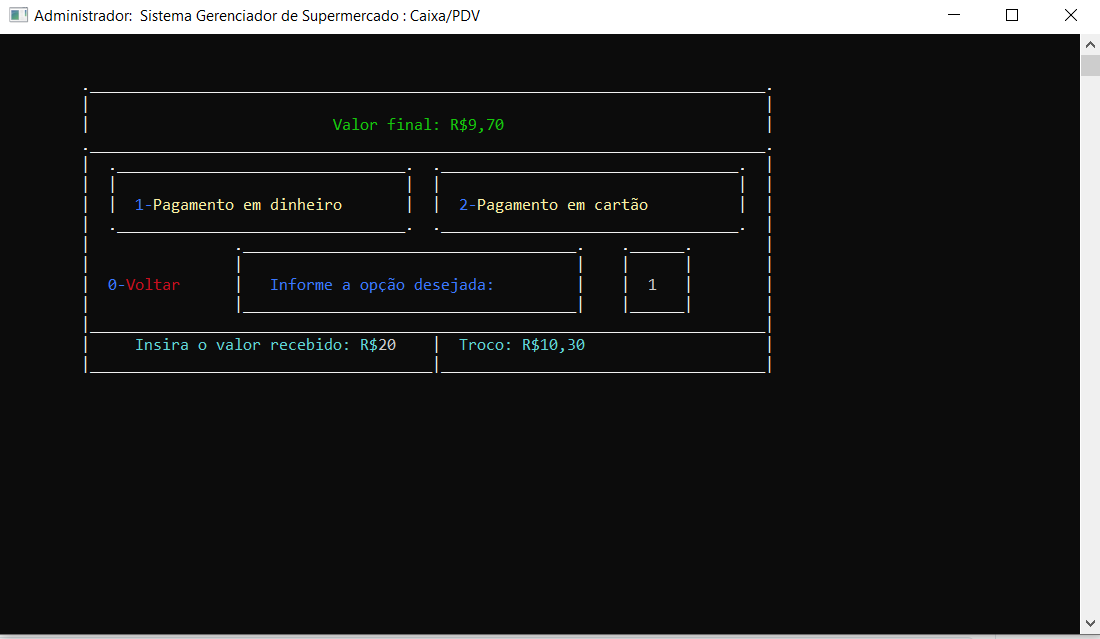 Administrador:  Sistema Gerenciador de Supermercado : Caixa/PDV
Valor final: R$9,70
1-Pagamento em dinheiro
2-Pagamento em cartão
0-Voltar
Informe a opção desejada:
1
Insira o valor recebido: R$20
Troco: R$10,30